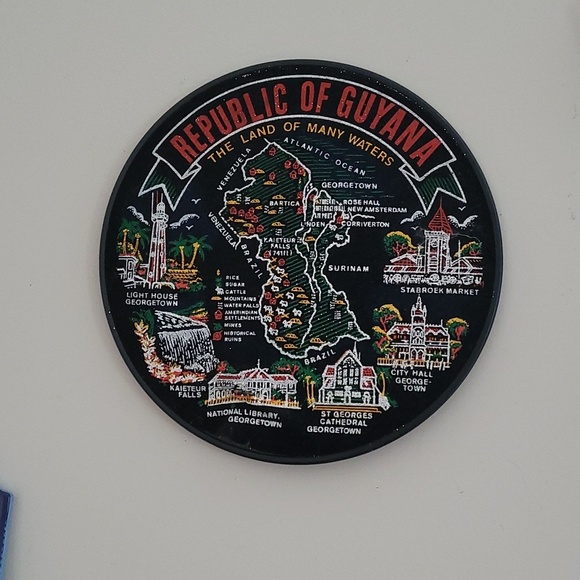 REPUBLIC OF GUYANA
THE LAND OF MANY WATERS
VENEZUELA
ATLANTIC OCEAN
GEORGETOWN
BARTICA
ROSE HALL
NEW AMSTERDAM
LINDEN
CORRIVERTON
VENEZUELA
BRAZIL
KAIETEUR
FALLS
(741ft)
SURINAM
RICE
SUGAR
CATTLE
MOUNTAINS
WATER FALLS
AMERINDIAN
SETTLEMENTS
MINES
HISTORICAL
RUINS
BRAZIL
LIGHT HOUSE
GEORGETOWN
STABROEK MARKET
KAIETEUR
FALLS
CITY HALL
GEORGE-
TOWN
NATIONAL LIBRARY,
GEORGETOWN
ST GEORGES
CATHEDRAL
GEORGETOWN